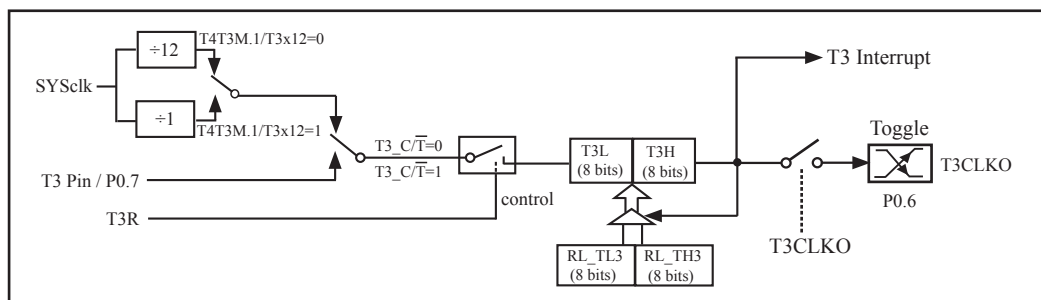 ÷12
T4T3M.1/T3x12=0
SYSclk
÷1
T4T3M.1/T3x12=1
T3 Pin / P0.7
T3R
T3_C/T̅=0
T3_C/T̅=1
control
T3L
(8 bits)
T3H
(8 bits)
RL_TL3
(8 bits)
RL_TH3
(8 bits)
T3 Interrupt
Toggle
T3CLKO
P0.6
T3CLKO